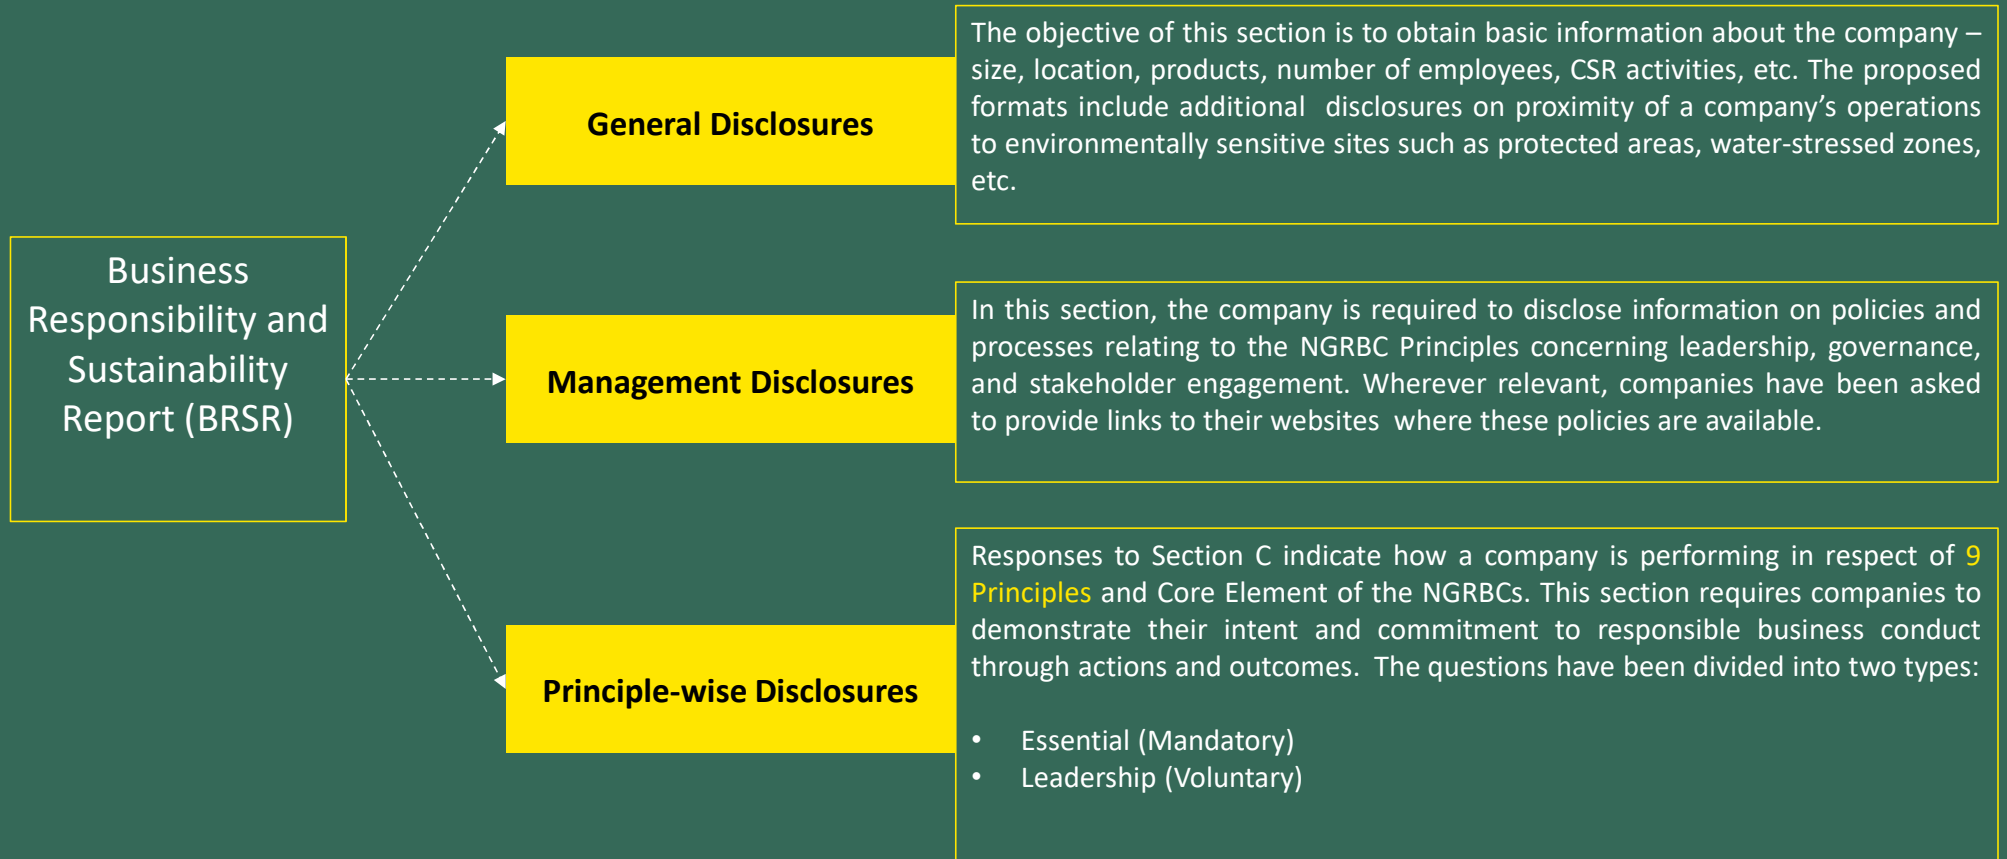 Business
Responsibility and
Sustainability
Report (BRSR)
General Disclosures
The objective of this section is to obtain basic information about the company –
size, location, products, number of employees, CSR activities, etc. The proposed
formats include additional disclosures on proximity of a company’s operations
to environmentally sensitive sites such as protected areas, water-stressed zones,
etc.
Management Disclosures
In this section, the company is required to disclose information on policies and
processes relating to the NGRBC Principles concerning leadership, governance,
and stakeholder engagement. Wherever relevant, companies have been asked
to provide links to their websites where these policies are available.
Principle-wise Disclosures
Responses to Section C indicate how a company is performing in respect of 9
Principles and Core Element of the NGRBCs. This section requires companies to
demonstrate their intent and commitment to responsible business conduct
through actions and outcomes. The questions have been divided into two types:
• Essential (Mandatory)
• Leadership (Voluntary)